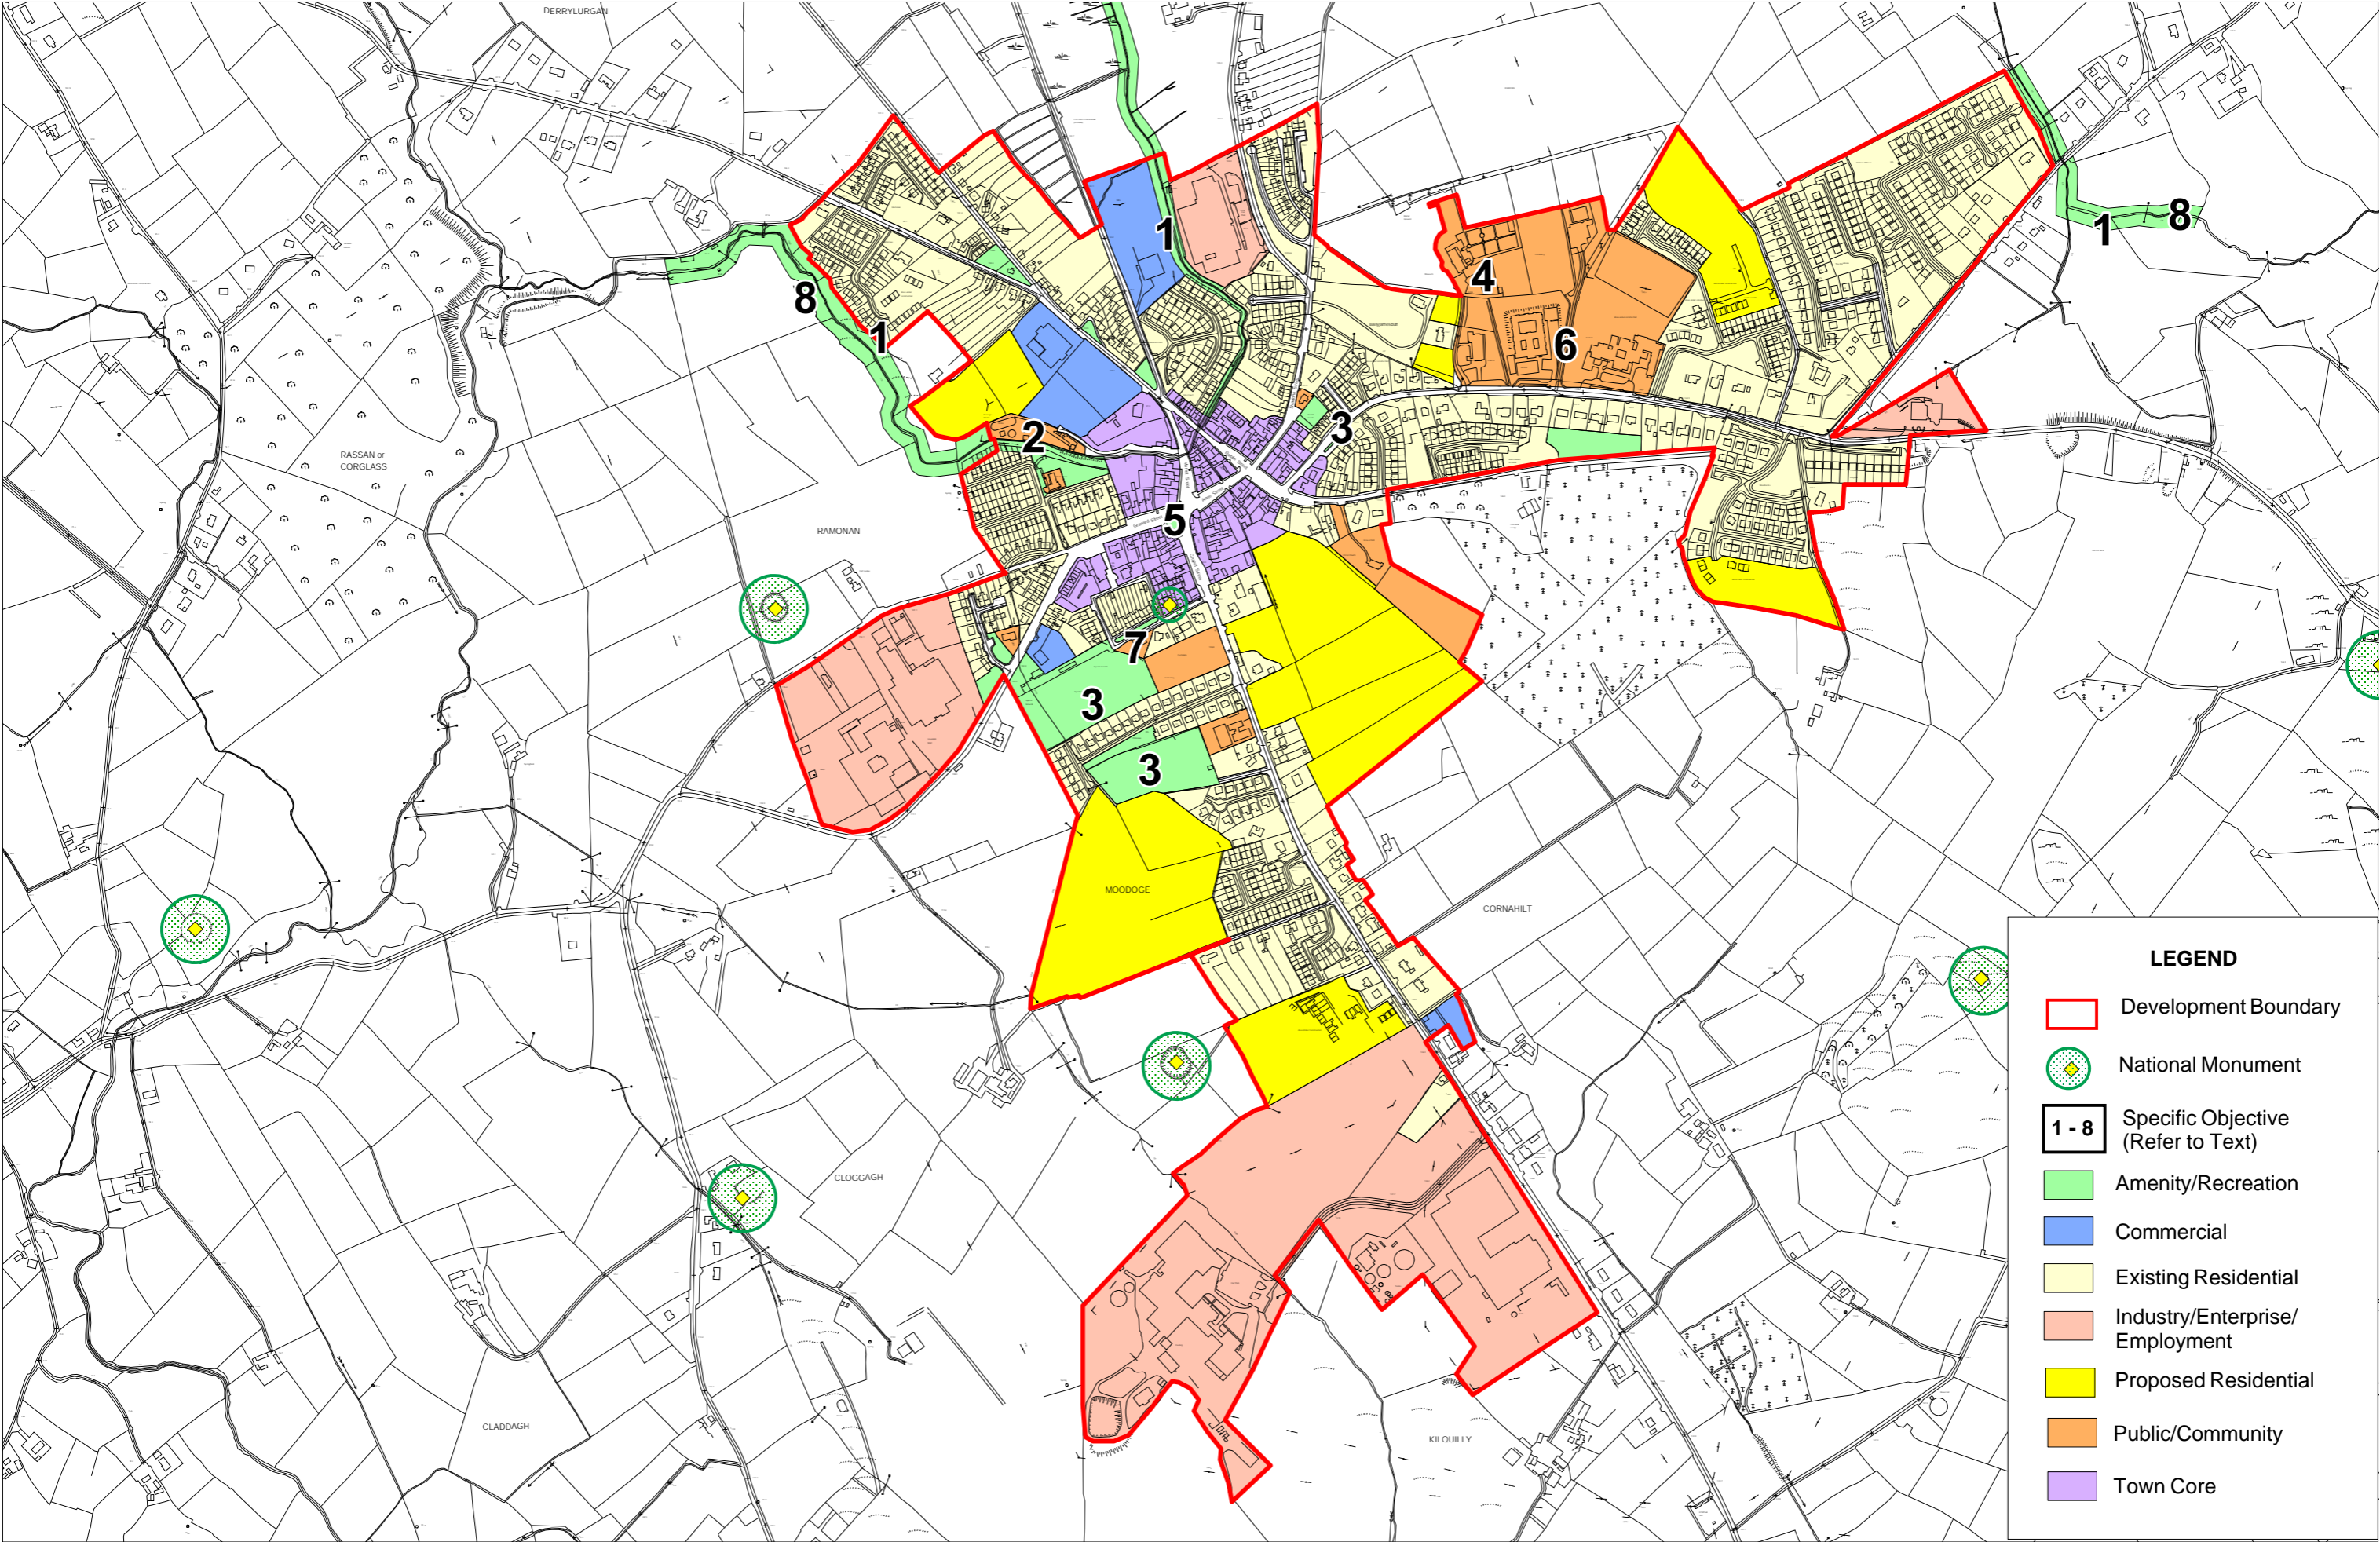 DERRYLURGAN
1
8
1
4
8
1
6
3
2
RASSAN or
CORGLASS
5
RAMONAN
7
3
3
MOODOGE
CORNAHILT
CLOGGAGH
CLADDAGH
KILQUILLY
LEGEND
Development Boundary
National Monument
1 - 8
Specific Objective
(Refer to Text)
Amenity/Recreation
Commercial
Existing Residential
Industry/Enterprise/
Employment
Proposed Residential
Public/Community
Town Core